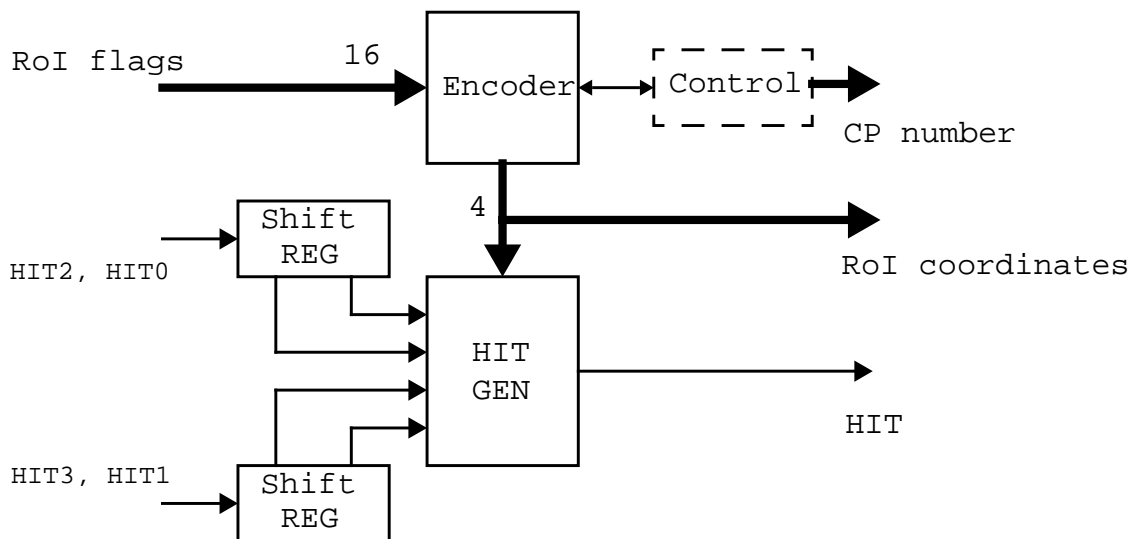 16
RoI flags
Encoder
Control
CP number
4
Shift
REG
HIT2, HIT0
RoI coordinates
HIT
GEN
HIT
HIT3, HIT1
Shift
REG